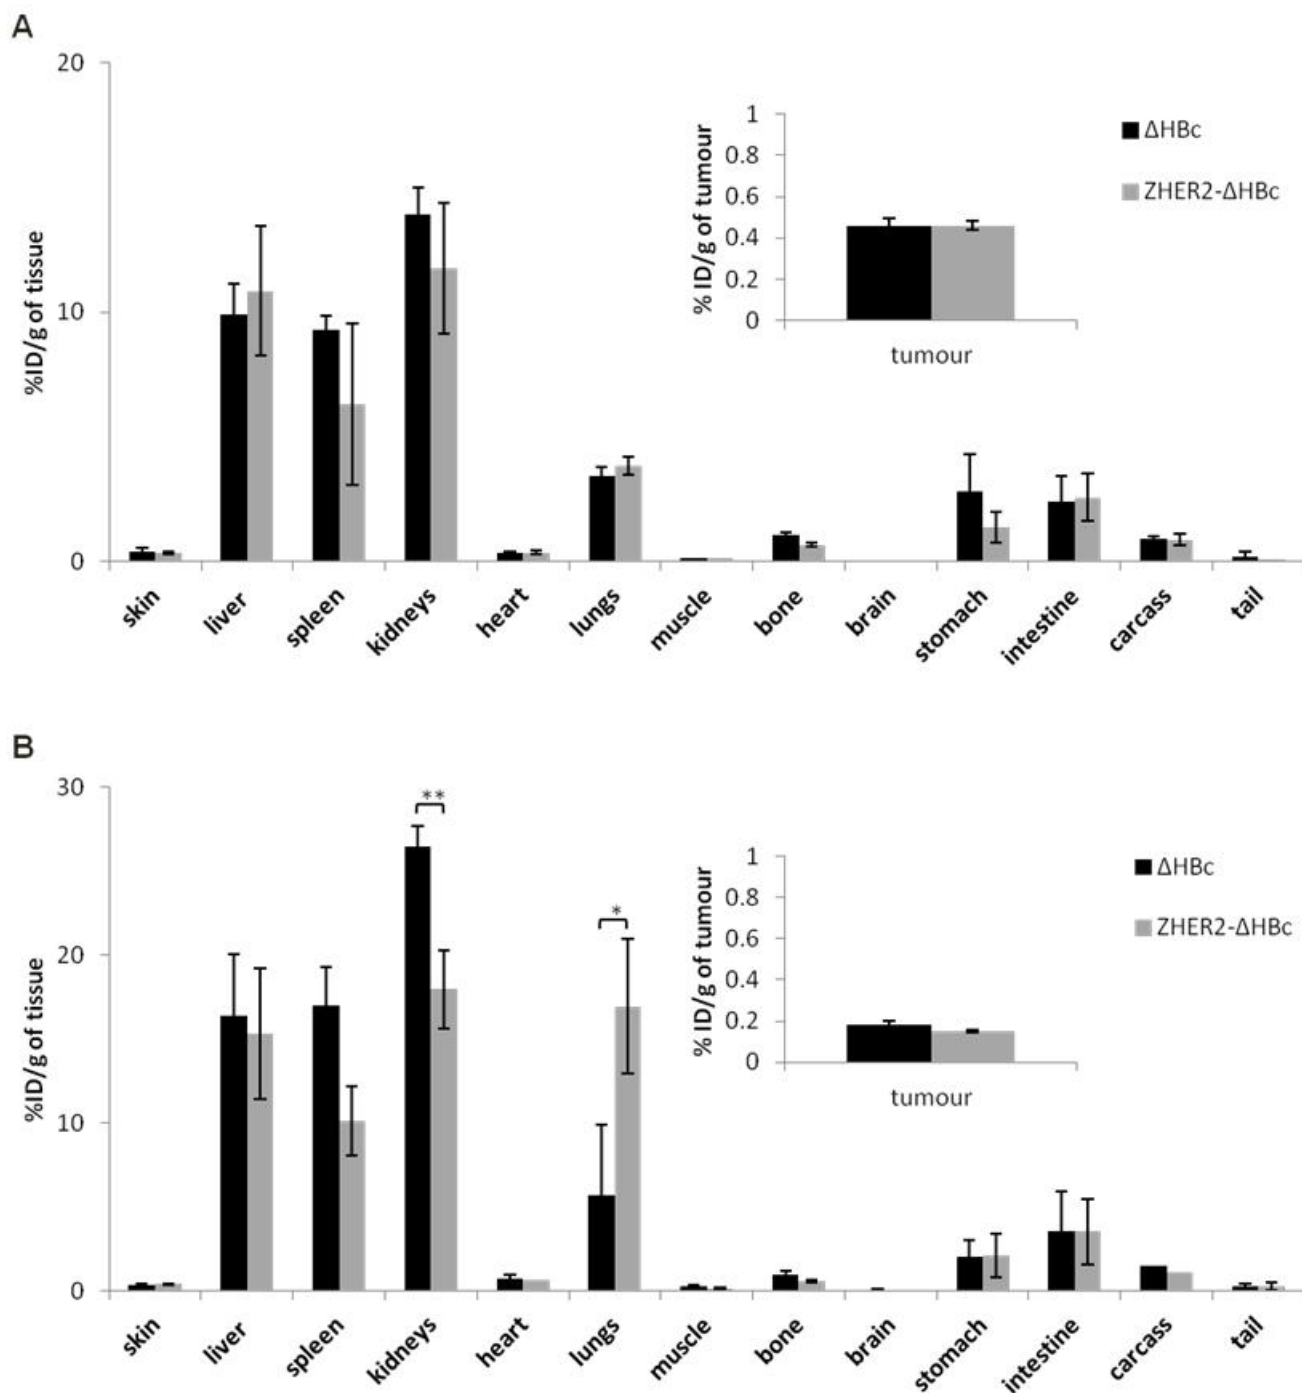 A
20
10
0
%ID/g of tissue
skin
liver
spleen
kidneys
heart
lungs
muscle
bone
brain
stomach
intestine
carcass
tail
1
0.8
0.6
0.4
0.2
0
% ID/g of tumour
tumour
ΔHBc
ZHER2-ΔHBc
B
30
20
10
0
%ID/g of tissue
**
*
skin
liver
spleen
kidneys
heart
lungs
muscle
bone
brain
stomach
intestine
carcass
tail
1
0.8
0.6
0.4
0.2
0
% ID/g of tumour
tumour
ΔHBc
ZHER2-ΔHBc